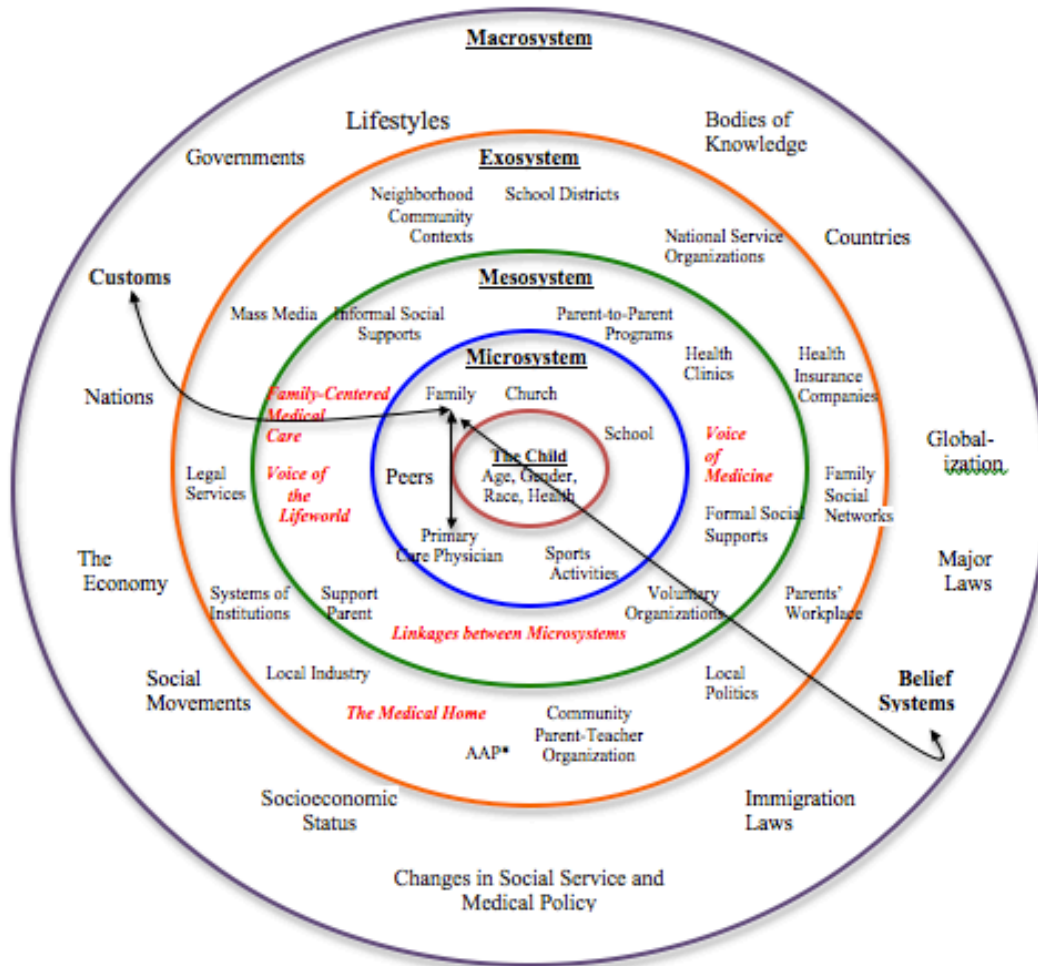 Macrosystem
Lifestyles
Bodies of
Knowledge
Governments
Exosystem
Neighborhood
Community
Contexts
School Districts
National Service
Organizations
Countries
Customs
Mesosystem
Mass Media
Informal Social
Supports
Parent-to-Parent
Programs
Microsystem
Health
Clinics
Health
Insurance
Companies
Nations
Family-Centered
Medical
Care
Family
Church
School
Voice
of
Medicine
Global-
ization
The Child
Age, Gender,
Race, Health
Peers
Legal
Services
Voice of
the
Lifeworld
Family
Social
Networks
Formal Social
Supports
Primary
Care Physician
Sports
Activities
The
Economy
Major
Laws
Systems of
Institutions
Support
Parent
Voluntary
Organizations
Parents'
Workplace
Linkages between Microsystems
Social
Movements
Local Industry
Local
Politics
Belief
Systems
The Medical Home
Community
Parent-Teacher
Organization
AAP*
Socioeconomic
Status
Immigration
Laws
Changes in Social Service and
Medical Policy